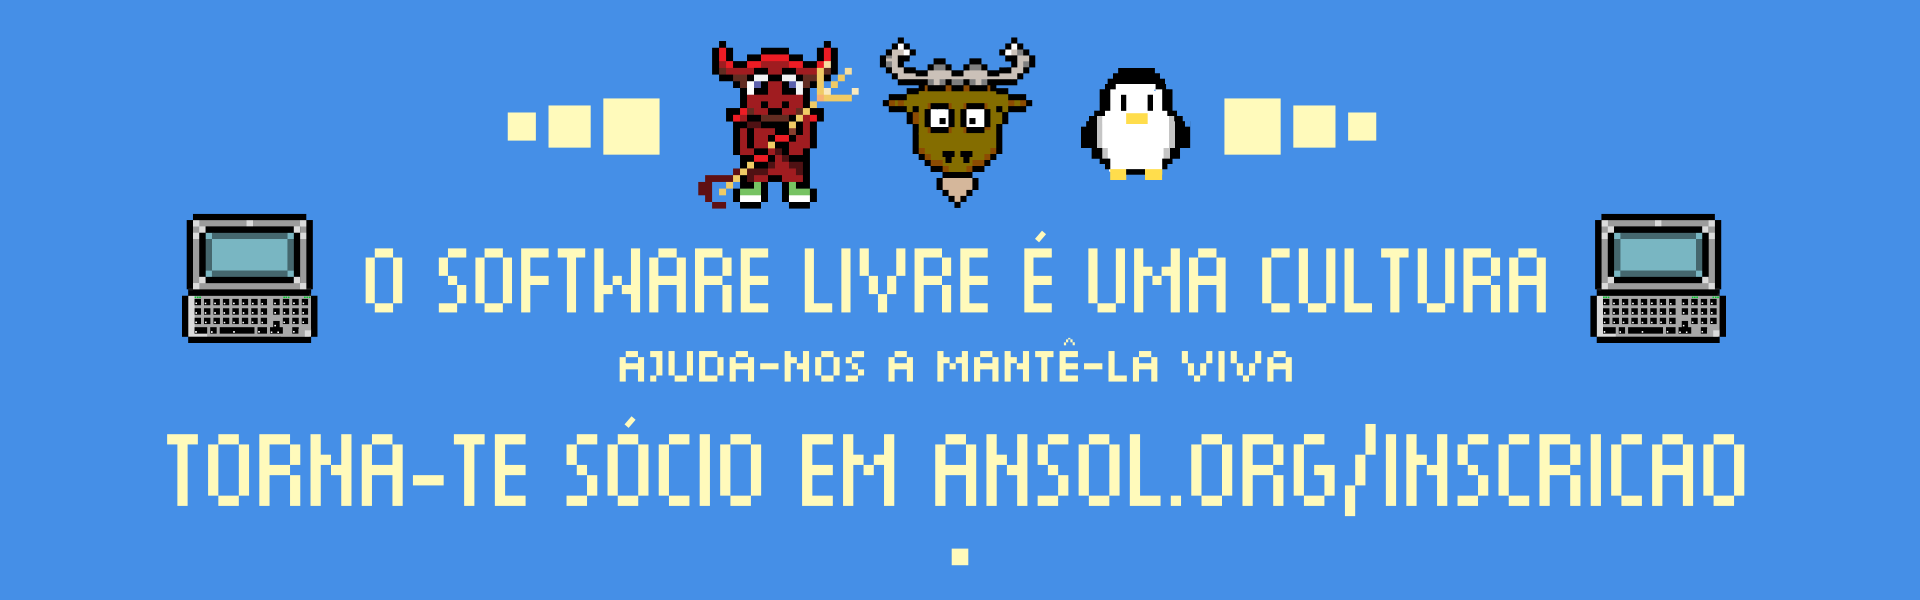 O SOFTWARE LIVRE É UMA CULTURA
AJUDA-NOS A MANTÊ-LA VIVA
TORNA-TE SÓCIO EM ANSOL.ORG/INSCRICAO